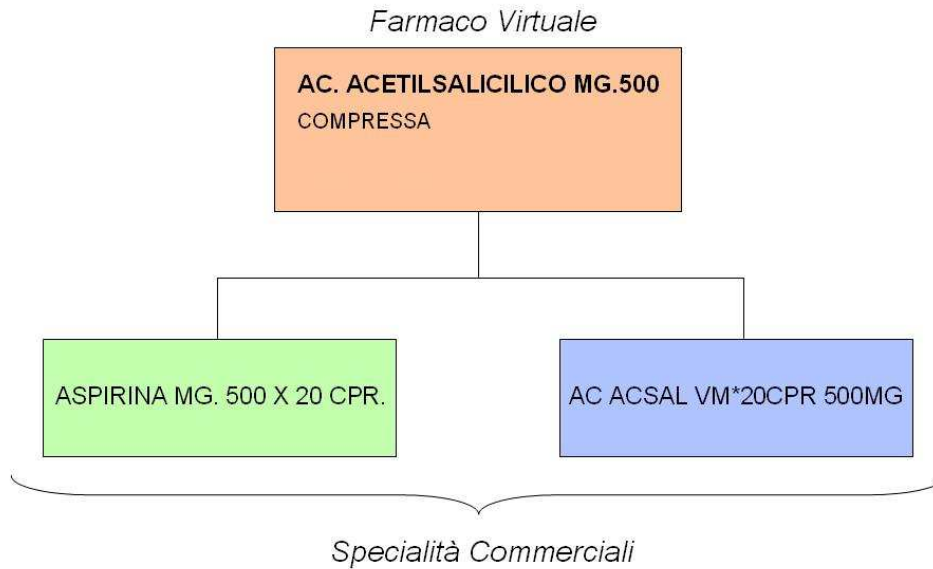 Farmaco Virtuale
AC. ACETILSALICILICO MG.500
COMPRESSA
ASPIRINA MG. 500 X 20 CPR.
AC ACSAL VM*20CPR 500MG
Specialità Commerciali